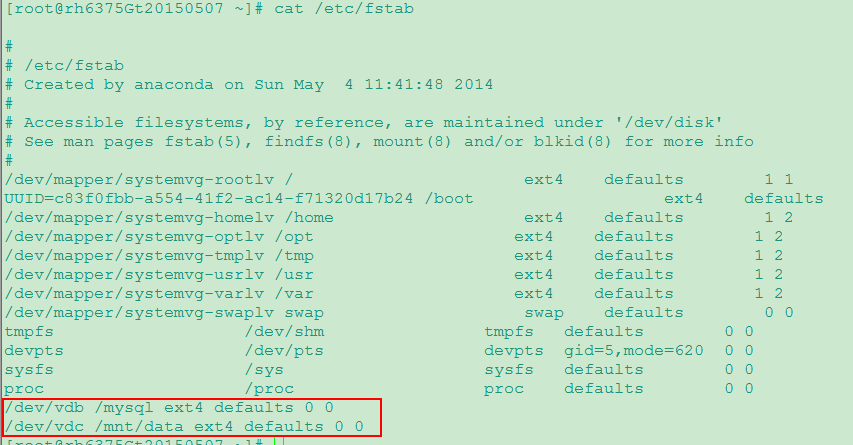 [root@rh6375Gt20150507 ~]# cat /etc/fstab
#
# /etc/fstab
# Created by anaconda on Sun May  4 11:41:48 2014
#
# Accessible filesystems, by reference, are maintained under '/dev/disk'
# See man pages fstab(5), findfs(8), mount(8) and/or blkid(8) for more info
#
/dev/mapper/systemvg-rootlv / ext4 defaults 1 1
UUID=c83f0fbb-a554-41f2-ac14-f71320d17b24 /boot ext4 defaults
/dev/mapper/systemvg-homelv /home ext4 defaults 1 2
/dev/mapper/systemvg-optlv /opt ext4 defaults 1 2
/dev/mapper/systemvg-tmplv /tmp ext4 defaults 1 2
/dev/mapper/systemvg-usrlv /usr ext4 defaults 1 2
/dev/mapper/systemvg-varlv /var ext4 defaults 1 2
/dev/mapper/systemvg-swaplv swap swap defaults 0 0
tmpfs /dev/shm tmpfs defaults 0 0
devpts /dev/pts devpts gid=5,mode=620 0 0
sysfs /sys sysfs defaults 0 0
proc /proc proc defaults 0 0
/dev/vdb /mysql ext4 defaults 0 0
/dev/vdc /mnt/data ext4 defaults 0 0
[root@rh6375Gt20150507 ~]#